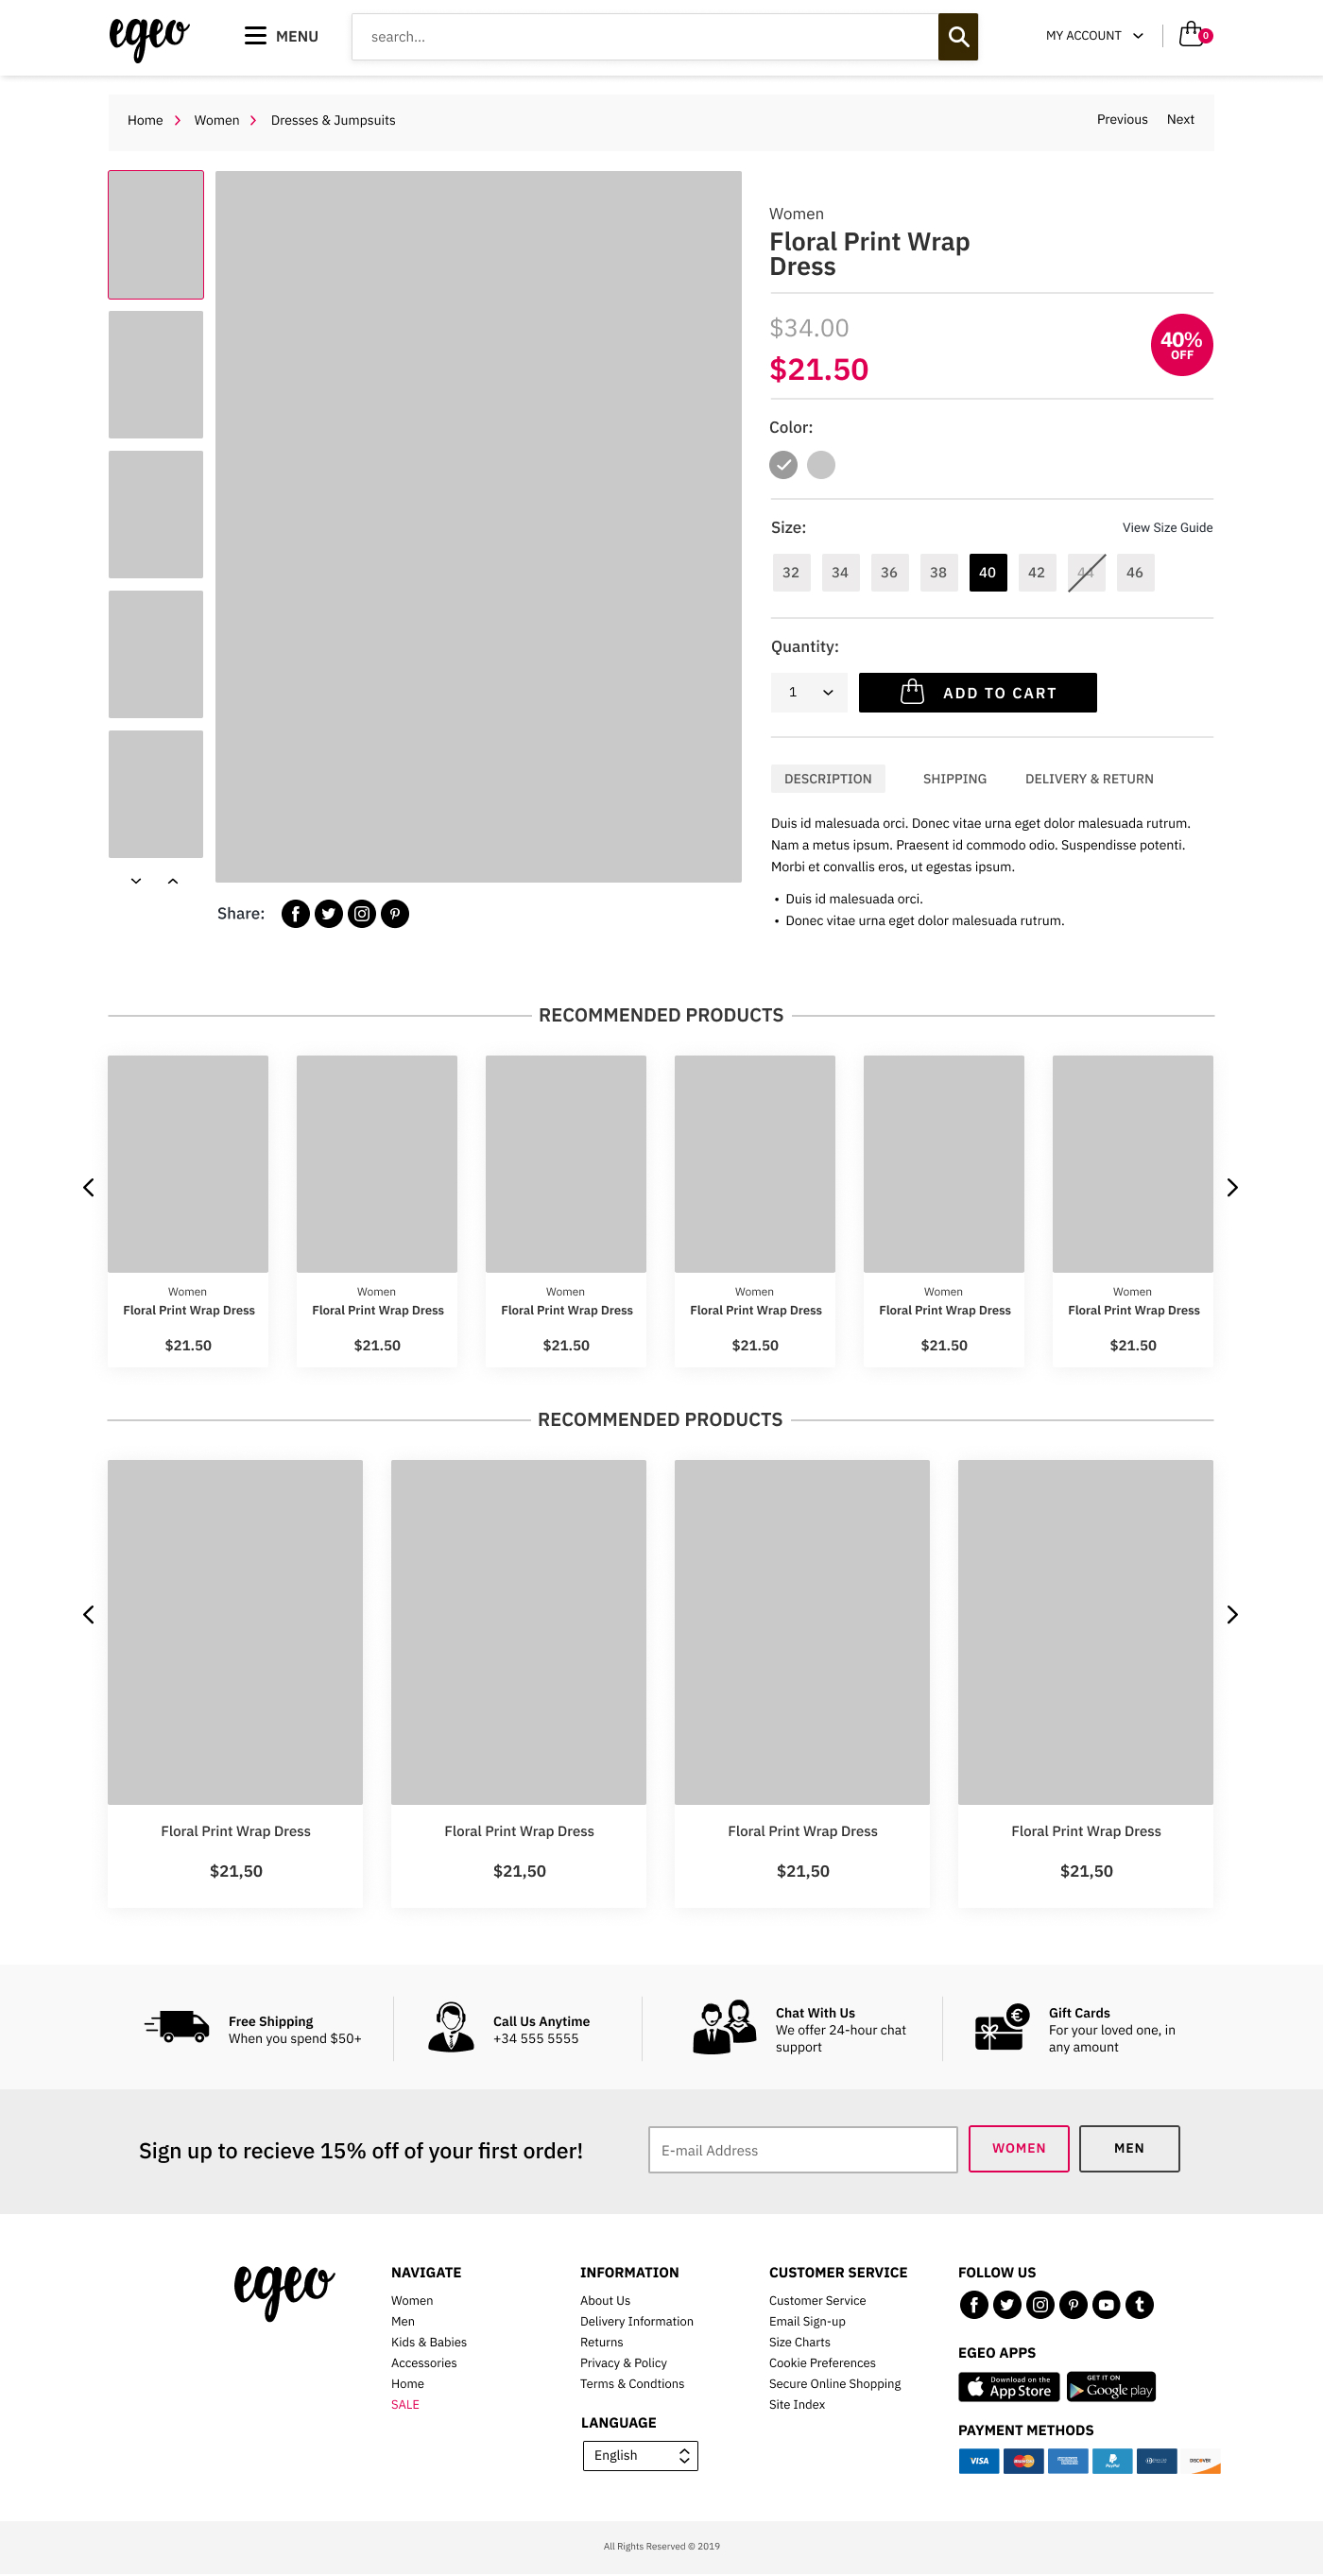 egeo
MENU
search...
MY ACCOUNT
0
Home
Women
Dresses & Jumpsuits
Previous
Next
Women
Floral Print Wrap
Dress
$34.00
$21.50
40%
OFF
Color:
Size:
View Size Guide
32
34
36
38
40
42
44
46
Quantity:
1
ADD TO CART
DESCRIPTION
SHIPPING
DELIVERY & RETURN
Duis id malesuada orci. Donec vitae urna eget dolor malesuada rutrum.
Nam a metus ipsum. Praesent id commodo odio. Suspendisse potenti.
Morbi et convallis eros, ut egestas ipsum.
• Duis id malesuada orci.
• Donec vitae urna eget dolor malesuada rutrum.
Share:
RECOMMENDED PRODUCTS
Women
Floral Print Wrap Dress
$21.50
Women
Floral Print Wrap Dress
$21.50
Women
Floral Print Wrap Dress
$21.50
Women
Floral Print Wrap Dress
$21.50
Women
Floral Print Wrap Dress
$21.50
Women
Floral Print Wrap Dress
$21.50
RECOMMENDED PRODUCTS
Floral Print Wrap Dress
$21,50
Floral Print Wrap Dress
$21,50
Floral Print Wrap Dress
$21,50
Floral Print Wrap Dress
$21,50
Free Shipping
When you spend $50+
Call Us Anytime
+34 555 5555
Chat With Us
We offer 24-hour chat
support
Gift Cards
For your loved one, in
any amount
Sign up to recieve 15% off of your first order!
E-mail Address
WOMEN
MEN
egeo
NAVIGATE
Women
Men
Kids & Babies
Accessories
Home
SALE
INFORMATION
About Us
Delivery Information
Returns
Privacy & Policy
Terms & Condtions
LANGUAGE
English
CUSTOMER SERVICE
Customer Service
Email Sign-up
Size Charts
Cookie Preferences
Secure Online Shopping
Site Index
FOLLOW US
EGEO APPS
Download on the
App Store
GET IT ON
Google play
PAYMENT METHODS
VISA
PayPal
DISCOVER
All Rights Reserved © 2019